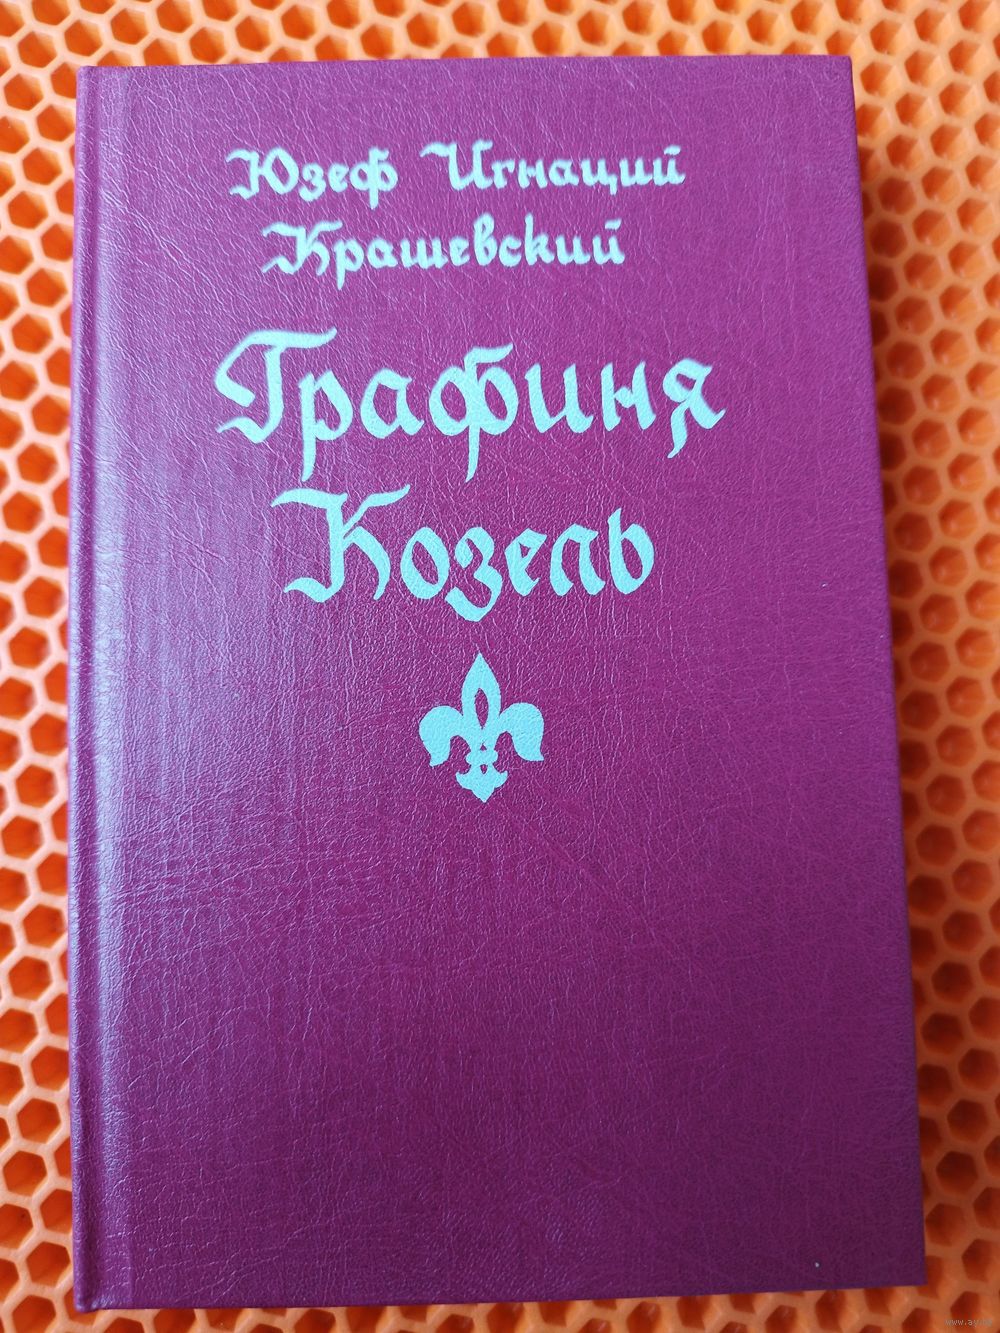 Юзеф Игнаций
Крашевский
Графиня
Козель